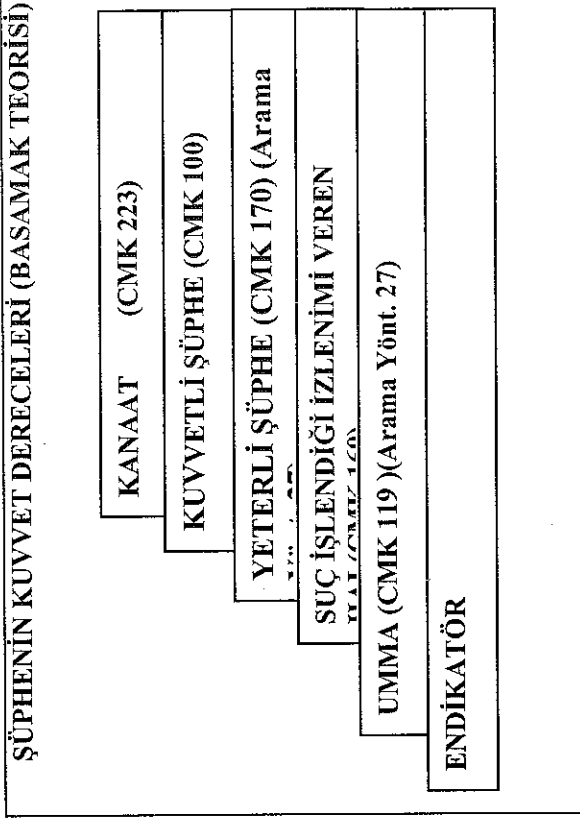 ŞÜPHENİN KUVVET DERECELERİ (BASAMAK TEORİSİ)
KANAAT (CMK 223)
KUVVETLİ ŞÜPHE (CMK 100)
YETERLİ ŞÜPHE (CMK 170) (Arama
SUÇ İŞLENDİĞİ İZLENİMİ VEREN
UMMA (CMK 119 )(Arama Yönt. 27)
ENDİKATÖR